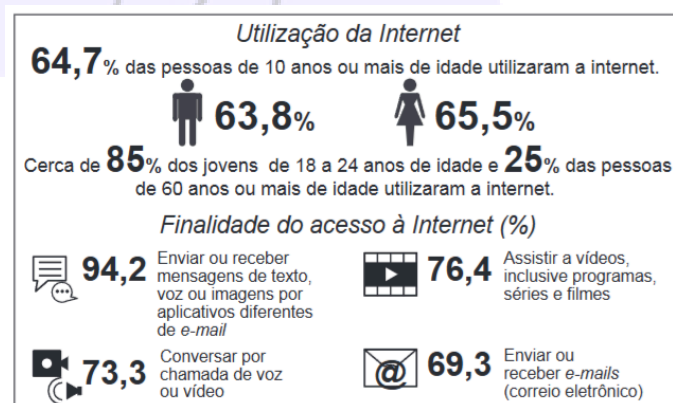 Utilização da Internet
64,7% das pessoas de 10 anos ou mais de idade utilizaram a internet.
63,8% 65,5%
Cerca de 85% dos jovens de 18 a 24 anos de idade e 25% das pessoas
de 60 anos ou mais de idade utilizaram a internet.
Finalidade do acesso à Internet (%)
94,2 Enviar ou receber
mensagens de texto,
voz ou imagens por
aplicativos diferentes
de e-mail
76,4 Assistir a vídeos,
inclusive programas,
séries e filmes
73,3 Conversar por
chamada de voz
ou vídeo
69,3 Enviar ou
receber e-mails
(correio eletrônico)